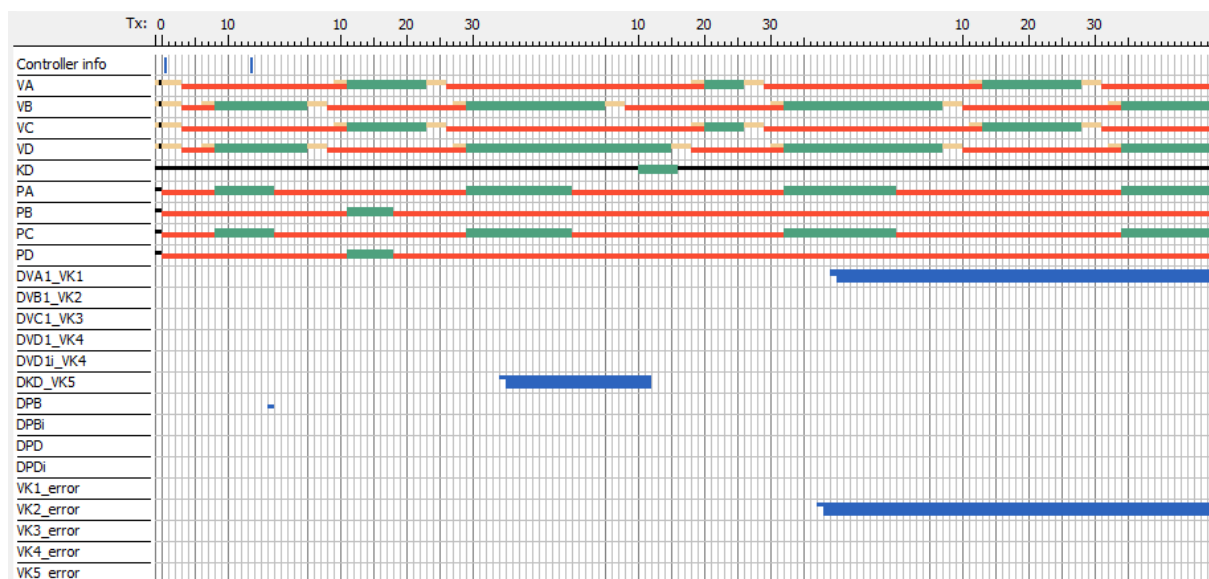 Tx: 0 10 10 20 30 10 20 30 10 20 30
Controller info
VA
VB
VC
VD
KD
PA
PB
PC
PD
DVA1_VK1
DVB1_VK2
DVC1_VK3
DVD1_VK4
DVD1i_VK4
DKD_VK5
DPB
DPBi
DPD
DPDi
VK1_error
VK2_error
VK3_error
VK4_error
VK5_error